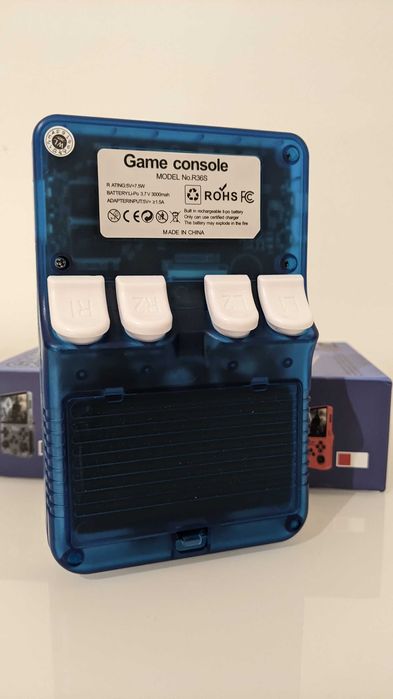 Game console
MODEL No.R36S
R ATING:5V=7.5W
BATTERY:Li-Po 3.7V 3000mah
ADAPTERINPUT:5V= ≥1.5A
ROHS FC
CE
Built in rechargeable lipo battery
Only can use certified charger
The battery may explode in the fire
MADE IN CHINA
R1 R2 L2 L1